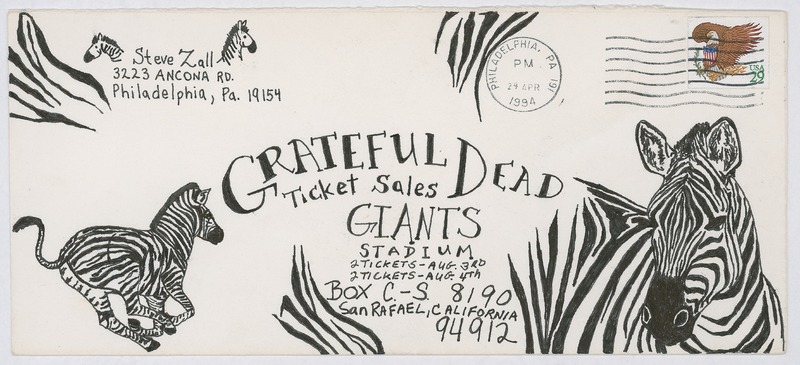 Steve Zall
3223 ANCONA RD.
Philadelphia, Pa. 19154
PHILADELPHIA, PA 191
PM
29 APR
1994
USA
29
GRATEFUL DEAD
Ticket Sales
GIANTS
STADIUM
2 TICKETS-AUG. 3RD
2 TICKETS-AUG. 4TH
BOX C.-S. 8190
San RAFAEL, CALIFORNIA
94912